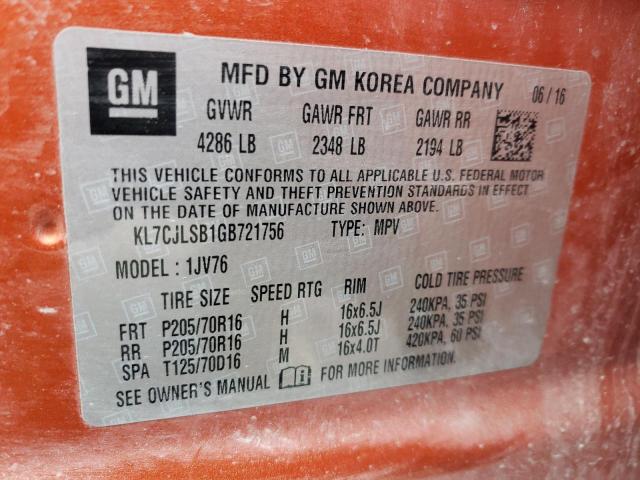 GM
MFD BY GM KOREA COMPANY 06/16
GVWR GAWR FRT GAWR RR
4286 LB 2348 LB 2194 LB
THIS VEHICLE CONFORMS TO ALL APPLICABLE U.S. FEDERAL MOTOR
VEHICLE SAFETY AND THEFT PREVENTION STANDARDS IN EFFECT
ON THE DATE OF MANUFACTURE SHOWN ABOVE.
KL7CJLSB1GB721756 TYPE: MPV
MODEL: 1JV76
TIRE SIZE SPEED RTG RIM COLD TIRE PRESSURE
FRT P205/70R16 H 16x6.5J 240KPA, 35 PSI
RR P205/70R16 H 16x6.5J 240KPA, 35 PSI
SPA T125/70D16 M 16x4.0T 420KPA, 60 PSI
SEE OWNER'S MANUAL FOR MORE INFORMATION.